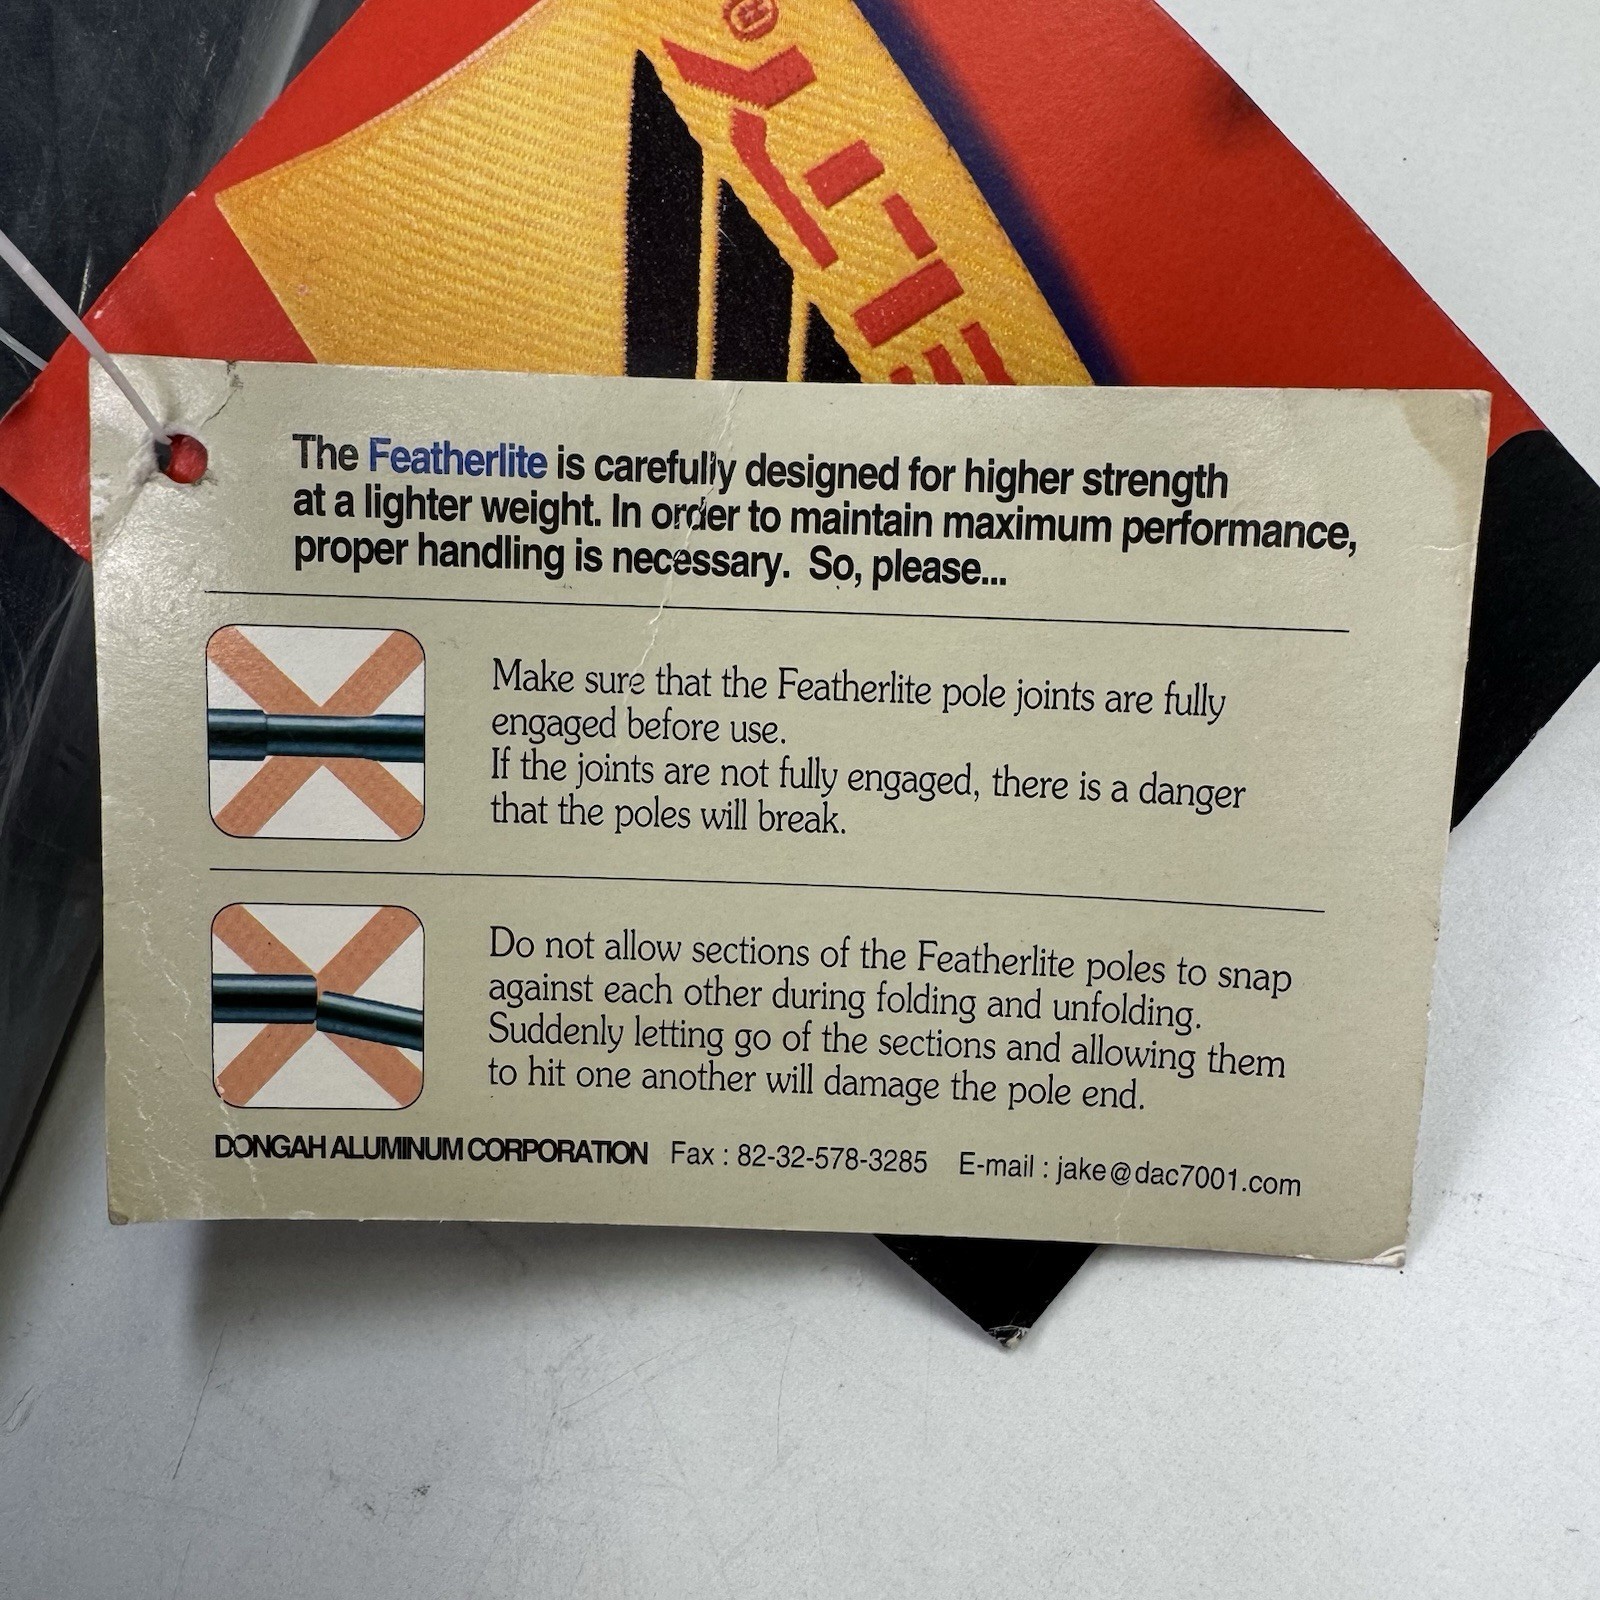 ®
The Featherlite is carefully designed for higher strength
at a lighter weight. In order to maintain maximum performance,
proper handling is necessary. So, please...
Make sure that the Featherlite pole joints are fully
engaged before use.
If the joints are not fully engaged, there is a danger
that the poles will break.
Do not allow sections of the Featherlite poles to snap
against each other during folding and unfolding.
Suddenly letting go of the sections and allowing them
to hit one another will damage the pole end.
DONGAH ALUMINUM CORPORATION Fax : 82-32-578-3285 E-mail : jake@dac7001.com